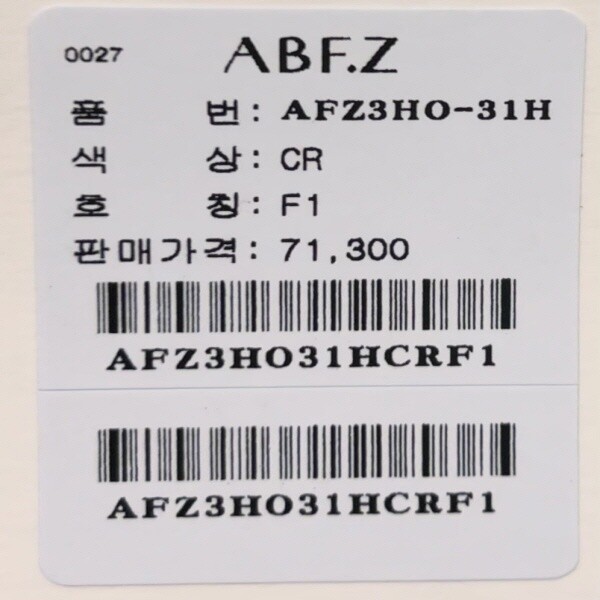 0027 ABF.Z
품 번: AFZ3HO-31H
색 상: CR
호 칭: F1
판매가격: 71,300
AFZ3HO31HCRF1
AFZ3HO31HCRF1